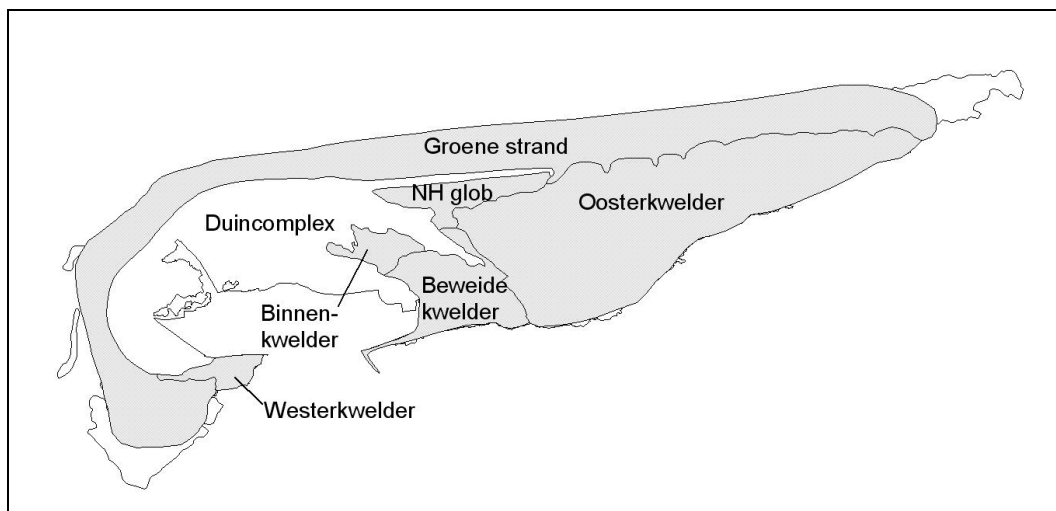 Groene strand
NH glob
Oosterkwelder
Duincomplex
Beweide
kwelder
Binnen-
kwelder
Westerkwelder